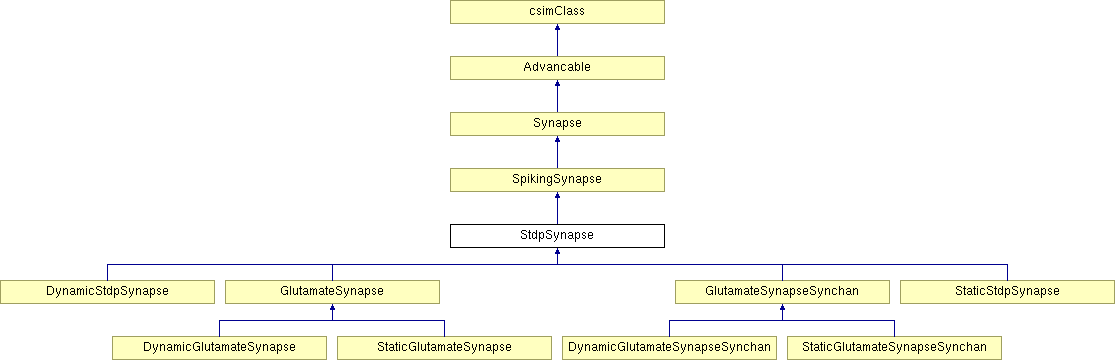 csimClass
Advancable
Synapse
SpikingSynapse
StdpSynapse
DynamicStdpSynapse
GlutamateSynapse
GlutamateSynapseSynchan
StaticStdpSynapse
DynamicGlutamateSynapse
StaticGlutamateSynapse
DynamicGlutamateSynapseSynchan
StaticGlutamateSynapseSynchan